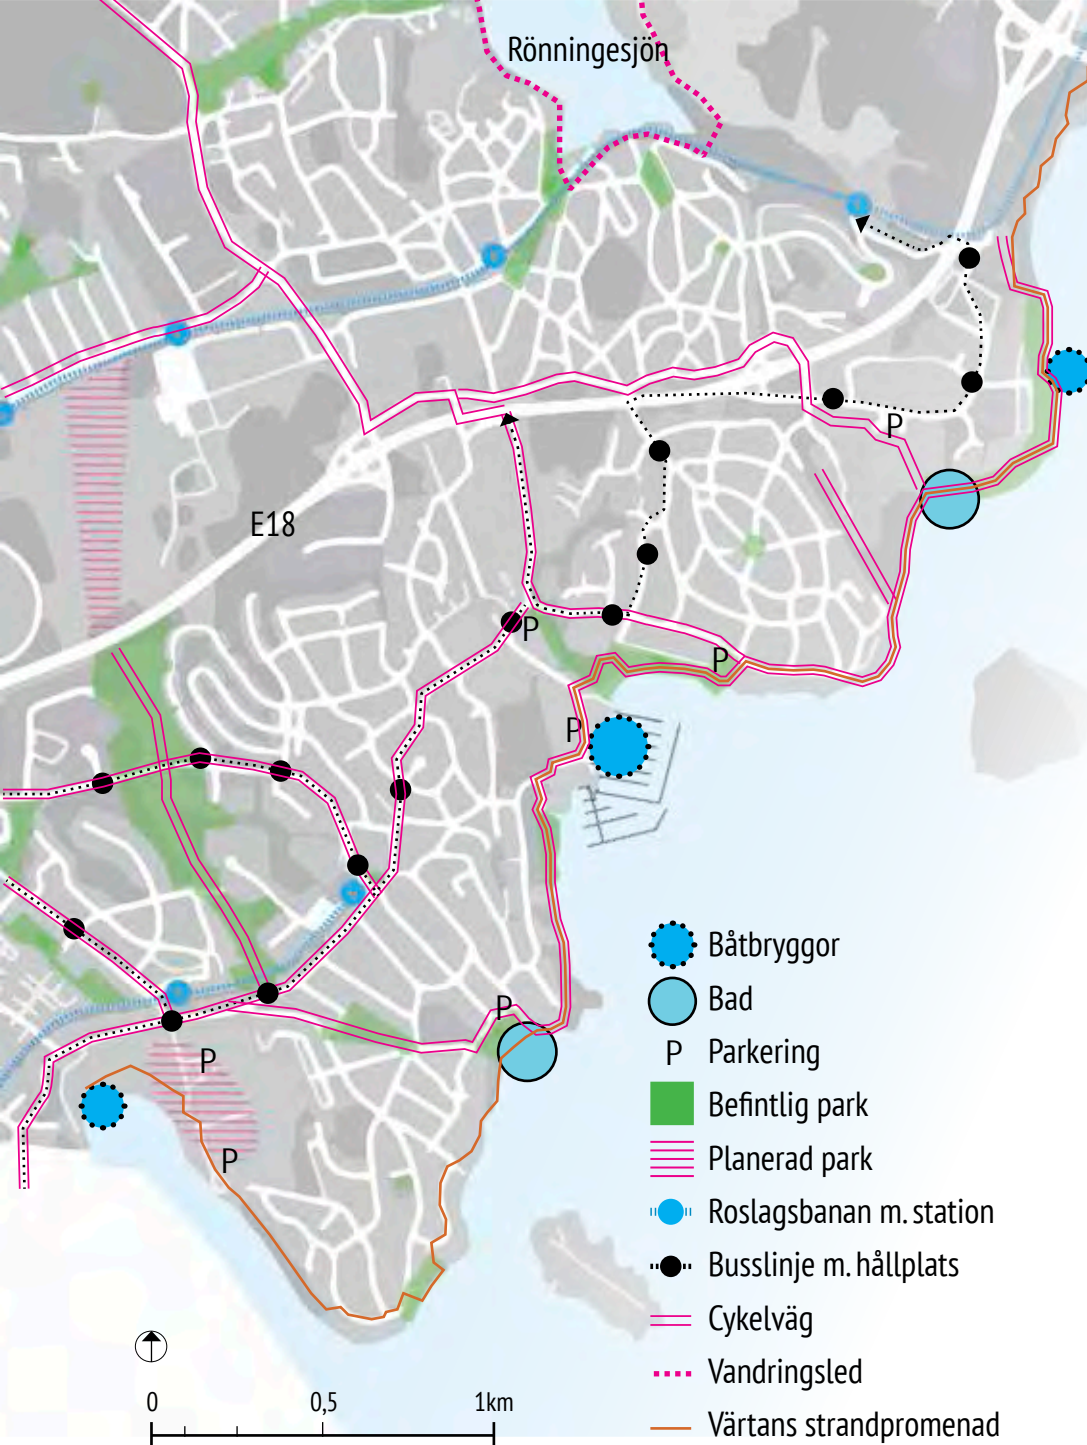 Rönningesjön
P
E18
P
P
P
Båtbryggor
Bad
P
P Parkering
P
Befintlig park
Planerad park
P
Roslagsbanan m. station
Busslinje m. hållplats
Cykelväg
Vandringsled
0 0,5 1km
Värtans strandpromenad